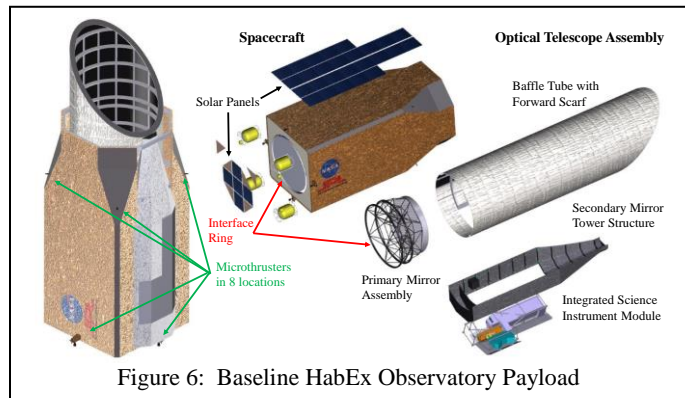 Spacecraft
Optical Telescope Assembly
Solar Panels
Baffle Tube with
Forward Scarf
Interface
Ring
Secondary Mirror
Tower Structure
Microthrusters
in 8 locations
Primary Mirror
Assembly
Integrated Science
Instrument Module
Figure 6: Baseline HabEx Observatory Payload